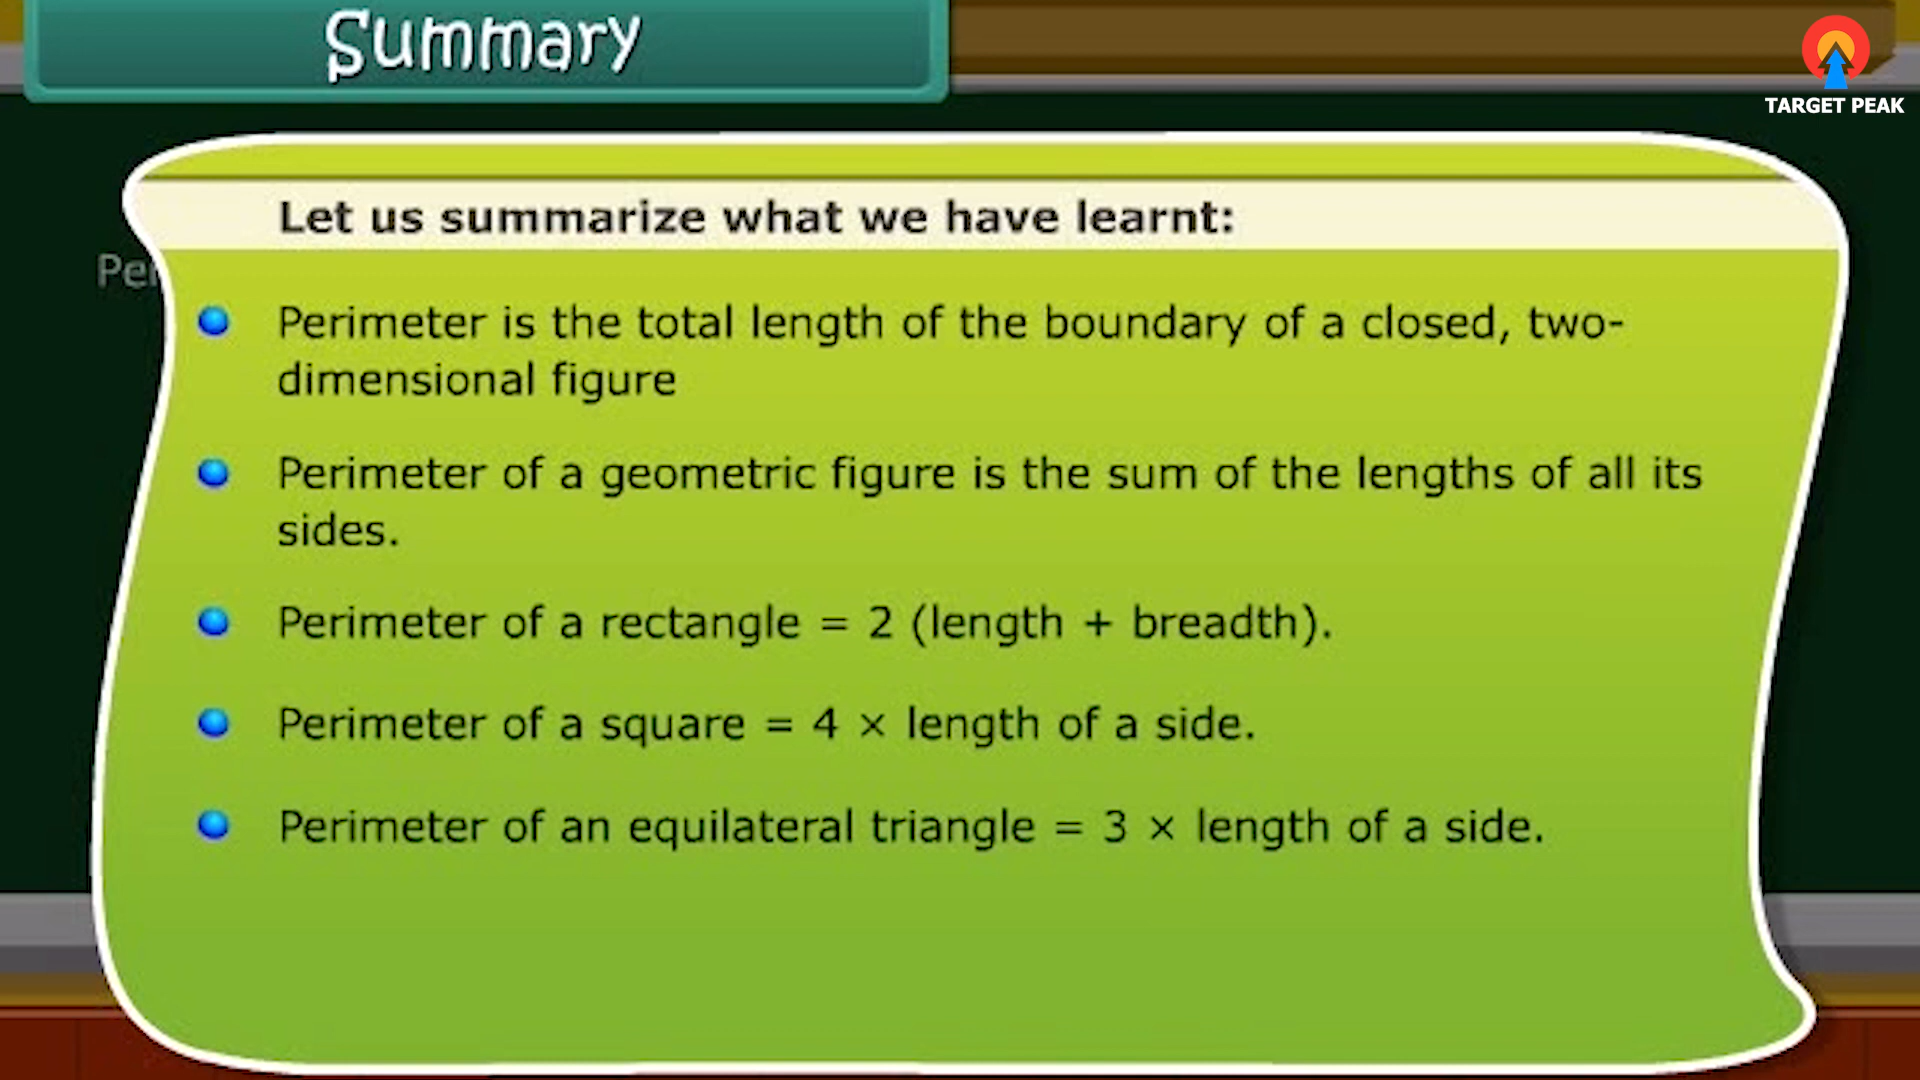 Summary
TARGET PEAK
Let us summarize what we have learnt:
Per
Perimeter is the total length of the boundary of a closed, two-
dimensional figure
Perimeter of a geometric figure is the sum of the lengths of all its
sides.
Perimeter of a rectangle = 2 (length + breadth).
Perimeter of a square = 4 × length of a side.
Perimeter of an equilateral triangle = 3 × length of a side.